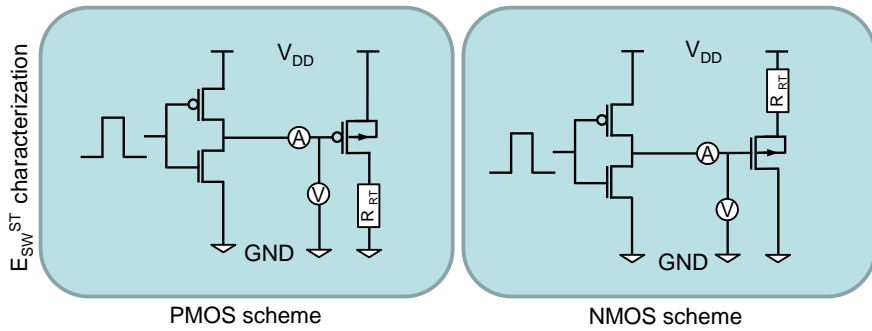 E_SW^ST characterization
V_DD
A
V
R_RT
GND
PMOS scheme
V_DD
R_RT
A
V
GND
NMOS scheme